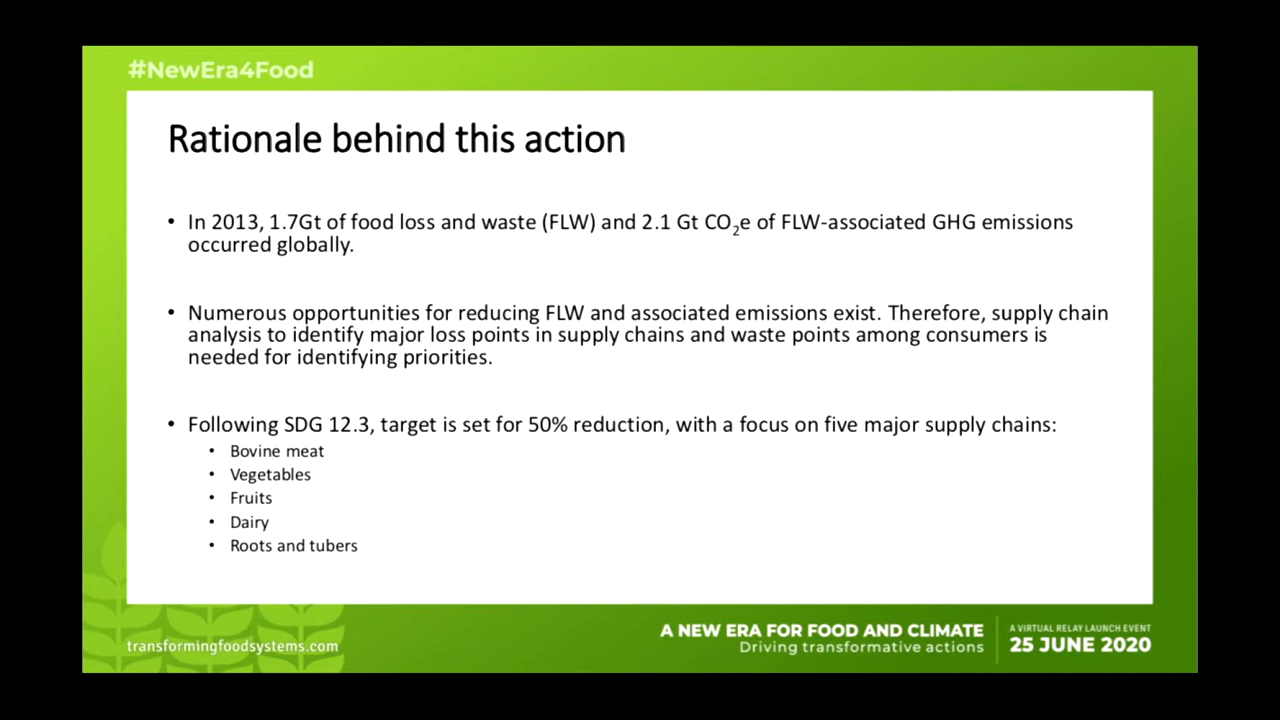 #NewEra4Food
Rationale behind this action
• In 2013, 1.7Gt of food loss and waste (FLW) and 2.1 Gt CO₂e of FLW-associated GHG emissions
occurred globally.
• Numerous opportunities for reducing FLW and associated emissions exist. Therefore, supply chain
analysis to identify major loss points in supply chains and waste points among consumers is
needed for identifying priorities.
• Following SDG 12.3, target is set for 50% reduction, with a focus on five major supply chains:
• Bovine meat
• Vegetables
• Fruits
• Dairy
• Roots and tubers
transformingfoodsystems.com
A NEW ERA FOR FOOD AND CLIMATE
Driving transformative actions
A VIRTUAL RELAY LAUNCH EVENT
25 JUNE 2020